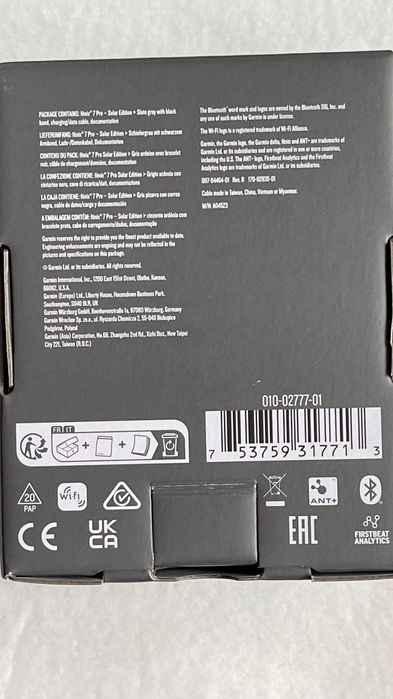 PACKAGE CONTAINS: fēnix® 7 Pro – Solar Edition > Slate gray with black
band, charging/data cable, documentation
LIEFERUMFANG: fēnix® 7 Pro – Solar Edition > Schiefergrau mit schwarzem
Armband, Lade-/Datenkabel, Dokumentation
CONTENU DU PACK: fēnix® 7 Pro – Solar Edition > Gris ardoise avec bracelet
noir, câble de chargement/données, documentation
LA CONFEZIONE CONTIENE: fēnix® 7 Pro – Solar Edition > Grigio ardesia con
cinturino nero, cavo di ricarica/dati, documentazione
LA CAJA CONTIENE: fēnix® 7 Pro – Solar Edition > Gris pizarra con correa
negra, cable de datos/carga y documentación
A EMBALAGEM CONTÉM: fēnix® 7 Pro – Solar Edition > cinzento ardósia com
bracelete preta, cabo de carregamento/dados, documentação
Garmin reserves the right to provide you the finest product available to date.
Engineering enhancements are ongoing and may not be reflected in the
pictures and specifications on this package.
© Garmin Ltd. or its subsidiaries. All rights reserved.
Garmin International, Inc., 1200 East 151st Street, Olathe, Kansas,
66062, U.S.A.
Garmin (Europe) Ltd., Liberty House, Hounsdown Business Park,
Southampton, SO40 9LR, UK
Garmin Würzburg GmbH, Beethovenstraße 1a, 97080 Würzburg, Germany
Garmin Wrocław Sp. zo.o., ul. Ryszarda Chomicza 2, 55-040 Biskupice
Podgórne, Poland
Garmin (Asia) Corporation, No.68, Zhangshu 2nd Rd., Xizhi Dist., New Taipei
City 221, Taiwan (R.O.C.)
The Bluetooth® word mark and logos are owned by the Bluetooth SIG, Inc. and
any use of such marks by Garmin is under license.
The Wi-Fi logo is a registered trademark of Wi-Fi Alliance.
Garmin, the Garmin logo, the Garmin delta, fēnix and ANT+ are trademarks of
Garmin Ltd. or its subsidiaries and are registered in one or more countries,
including the U.S. The ANT+ logo, Firstbeat Analytics and the Firstbeat
Analytics logo are trademarks of Garmin Ltd. or its subsidiaries.
007-04464-01 Rev. B 170-02835-01
Cable made in Taiwan, China, Vietnam or Myanmar.
M/N: A04523
010-02777-01
7 53759 31771 3
FR IT
20
PAP
Wi Fi
ANT+
CE
UK
CA
EAC
FIRSTBEAT
ANALYTICS